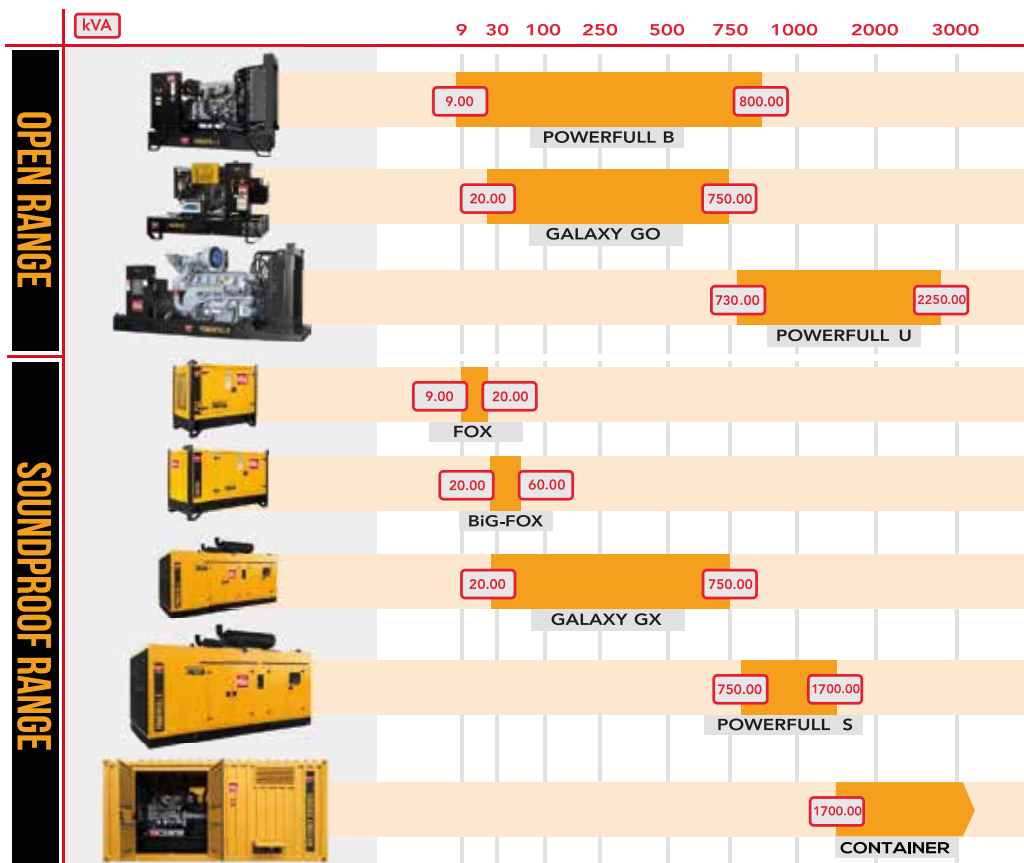 kVA
9 30 100 250 500 750 1000 2000 3000
OPEN RANGE
9.00 800.00
POWERFULL B
20.00 750.00
GALAXY GO
730.00 2250.00
POWERFULL U
SOUNDPROOF RANGE
9.00 20.00
FOX
20.00 60.00
BiG-FOX
20.00 750.00
GALAXY GX
750.00 1700.00
POWERFULL S
1700.00
CONTAINER